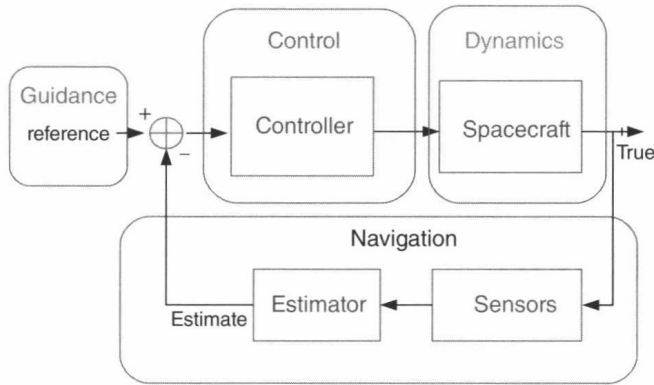 Control
Dynamics
Guidance
reference
+
−
Controller
Spacecraft
True
Navigation
Estimator
Sensors
Estimate